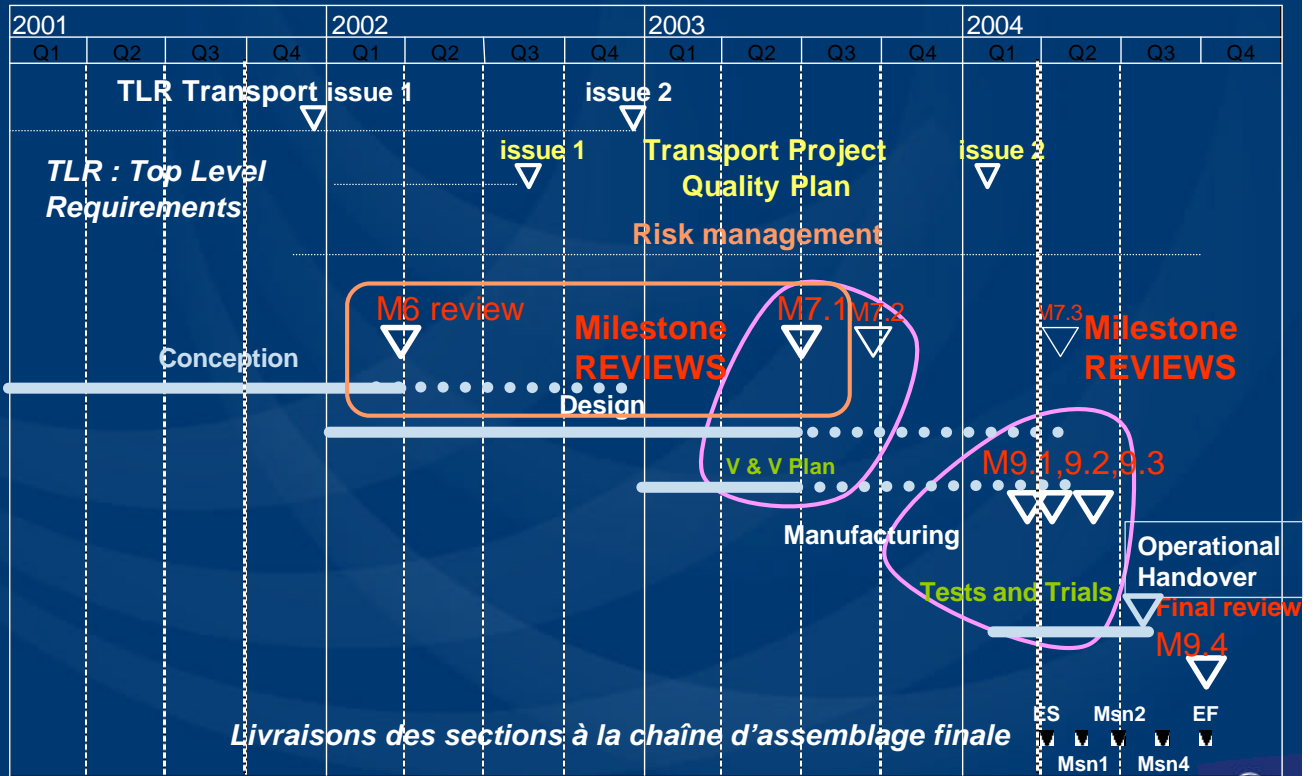 2001 2002 2003 2004
Q1 Q2 Q3 Q4 Q1 Q2 Q3 Q4 Q1 Q2 Q3 Q4 Q1 Q2 Q3 Q4
TLR Transport issue 1 issue 2
issue 1 Transport Project issue 2
Quality Plan
TLR : Top Level
Requirements
Risk management
M6 review M7.1 M7.2 M7.3
Milestone
REVIEWS
Milestone
REVIEWS
Conception
Design
V & V Plan
M9.1,9.2,9.3
Manufacturing
Operational
Handover
Tests and Trials
Final review
M9.4
ES Msn2 EF
Livraisons des sections à la chaîne d'assemblage finale
Msn1 Msn4